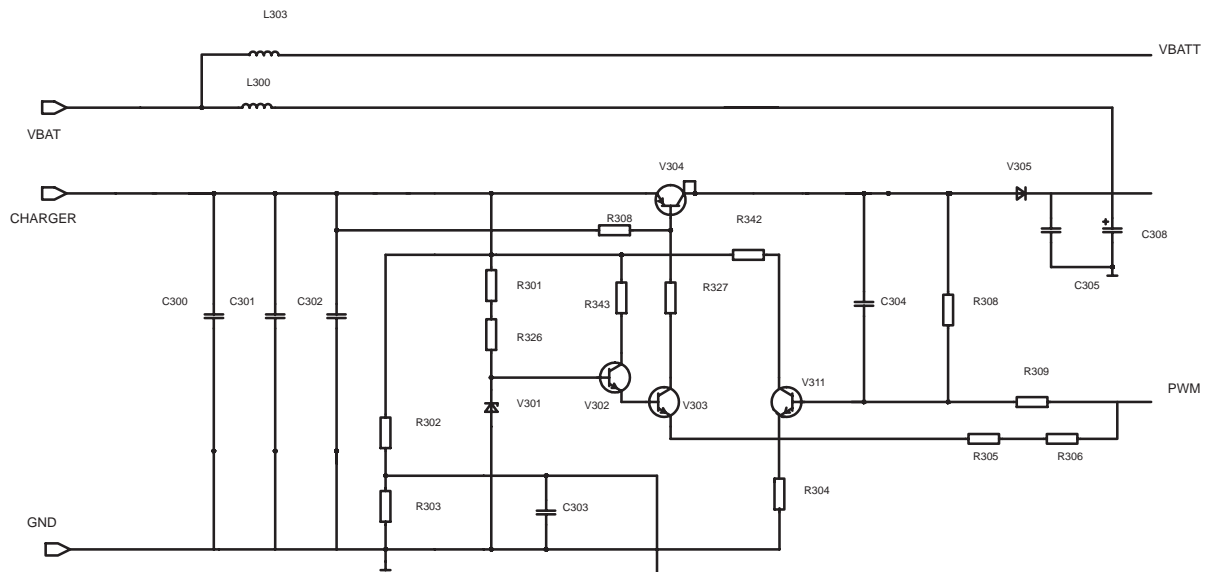 L303
VBATT
L300
VBAT
V304
V305
CHARGER
R308
R342
C308
R301
R327
C305
C300
C301
C302
R343
C304
R308
R326
V311
R309
PWM
V301
V302
V303
R302
R305
R306
R303
C303
R304
GND